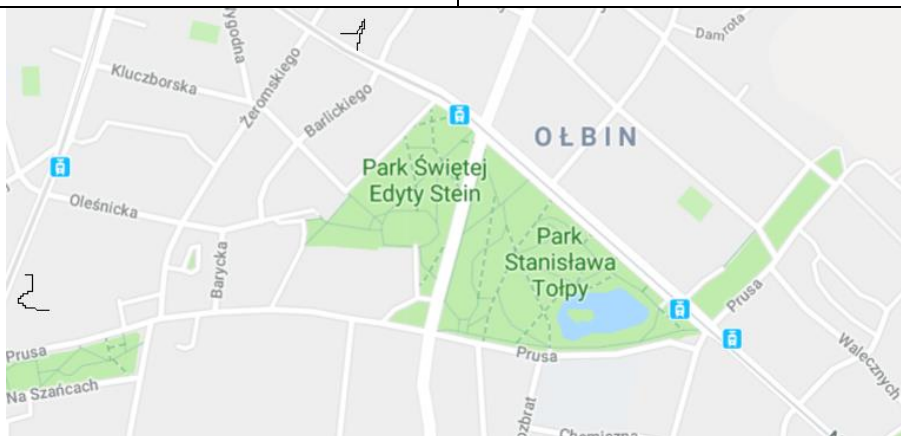 Damrota
Kluczborska
Żeromskiego
Barlickiego
OŁBIN
Park Świętej
Edyty Stein
Oleśnicka
Barycka
Park
Stanisława
Tołpy
Prusa
Prusa
Prusa
Walecznych
Na Szańcach